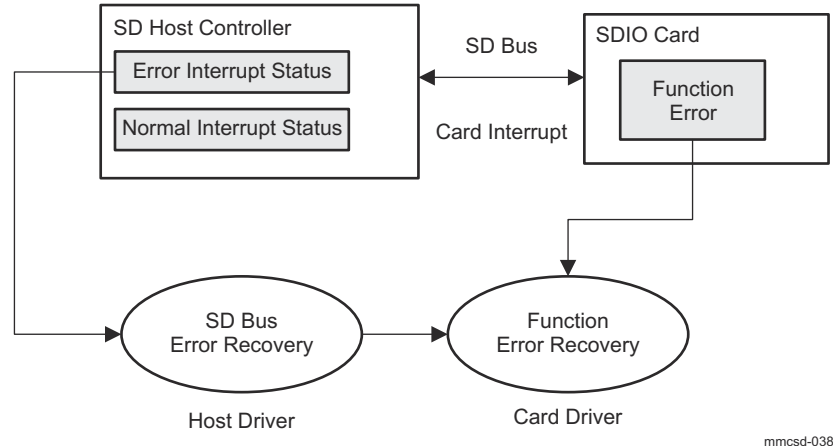 SD Host Controller
Error Interrupt Status
Normal Interrupt Status
SD Bus
Card Interrupt
SDIO Card
Function
Error
SD Bus
Error Recovery
Function
Error Recovery
Host Driver
Card Driver
mmcsd-038